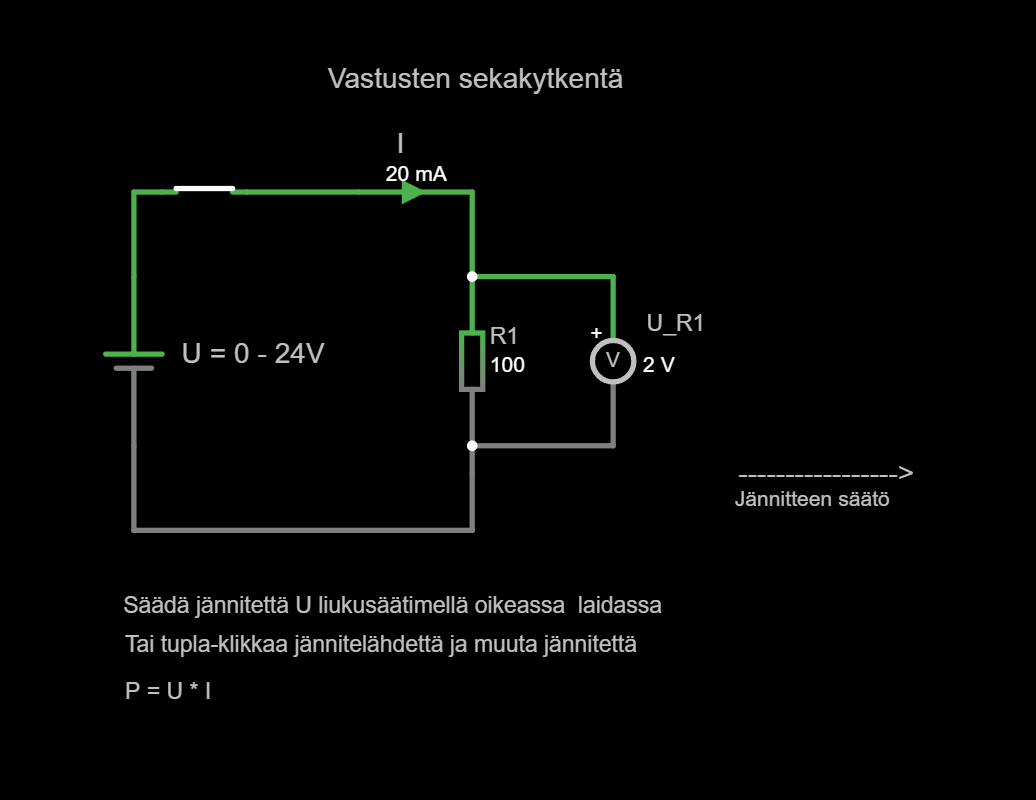 Vastusten sekakytkentä
I
20 mA
U = 0 - 24V
R1
100
+
V
U_R1
2 V
----------------->
Jännitteen säätö
Säädä jännitettä U liukusäätimellä oikeassa  laidassa
Tai tupla-klikkaa jännitelähdettä ja muuta jännitettä
P = U * I